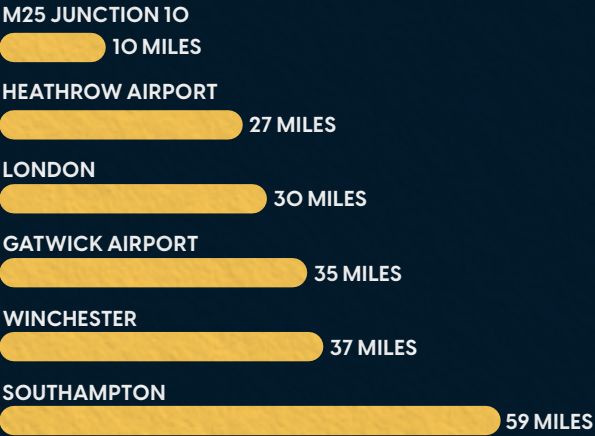 M25 JUNCTION 10
10 MILES
HEATHROW AIRPORT
27 MILES
LONDON
30 MILES
GATWICK AIRPORT
35 MILES
WINCHESTER
37 MILES
SOUTHAMPTON
59 MILES